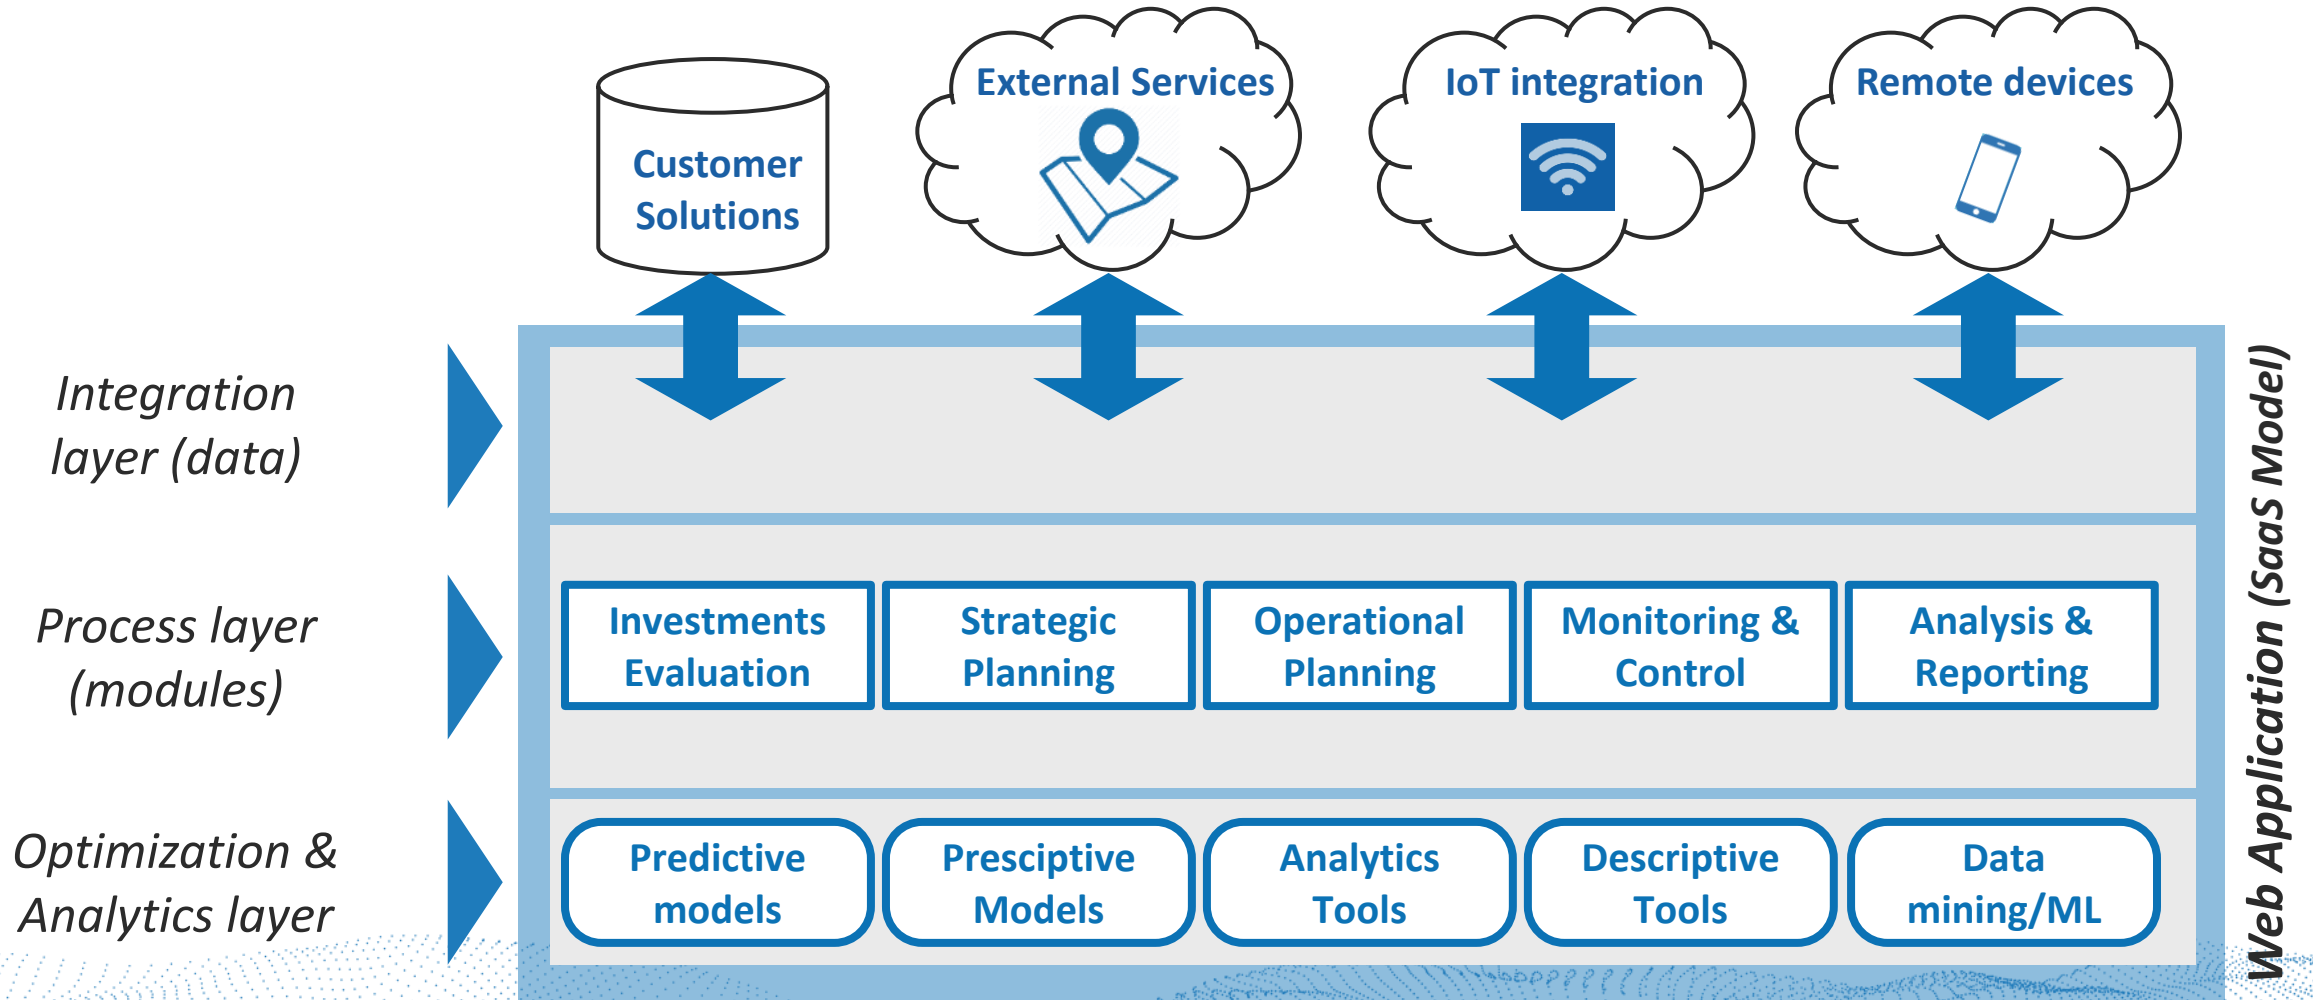 Customer
Solutions
External Services
IoT integration
Remote devices
Integration
layer (data)
Process layer
(modules)
Investments
Evaluation
Strategic
Planning
Operational
Planning
Monitoring &
Control
Analysis &
Reporting
Optimization &
Analytics layer
Predictive
models
Presciptive
Models
Analytics
Tools
Descriptive
Tools
Data
mining/ML
Web Application (SaaS Model)